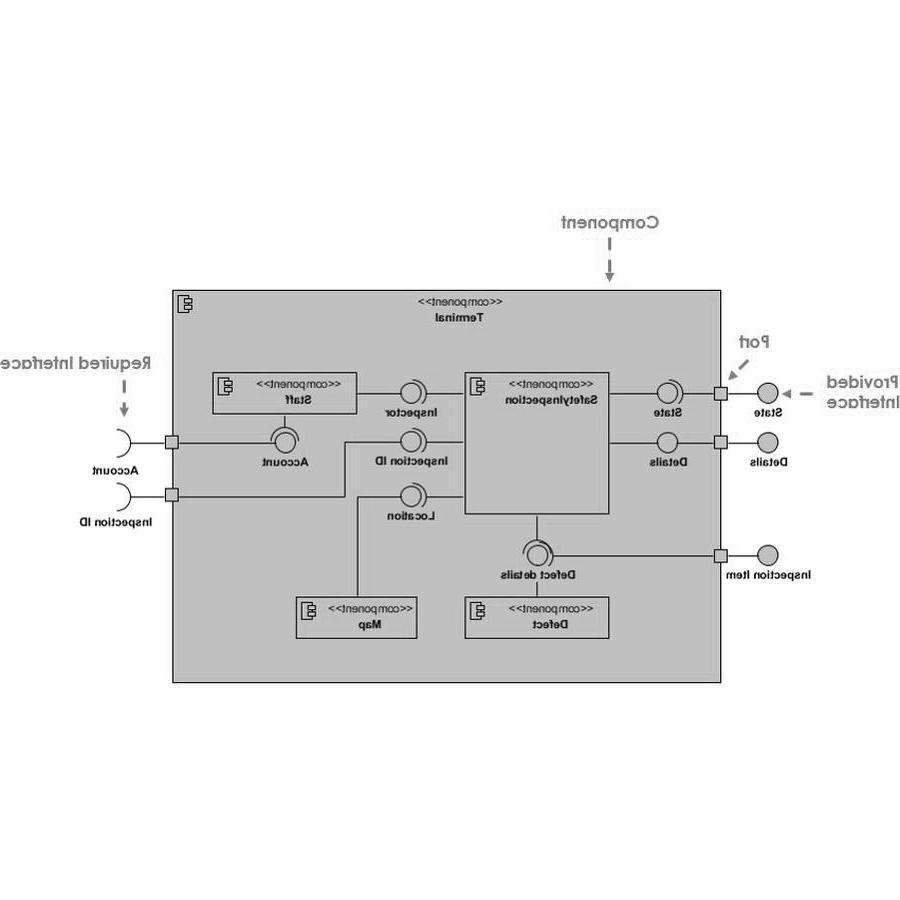 Component
<<component>>
Terminal
Port
Required Interface
Provided
Interface
<<component>>
Staff
Inspector
<<component>>
SafetyInspection
State
State
Account
Account
Inspection ID
Details
Details
Inspection ID
Location
Defect details
Inspection Item
<<component>>
Map
<<component>>
Defect